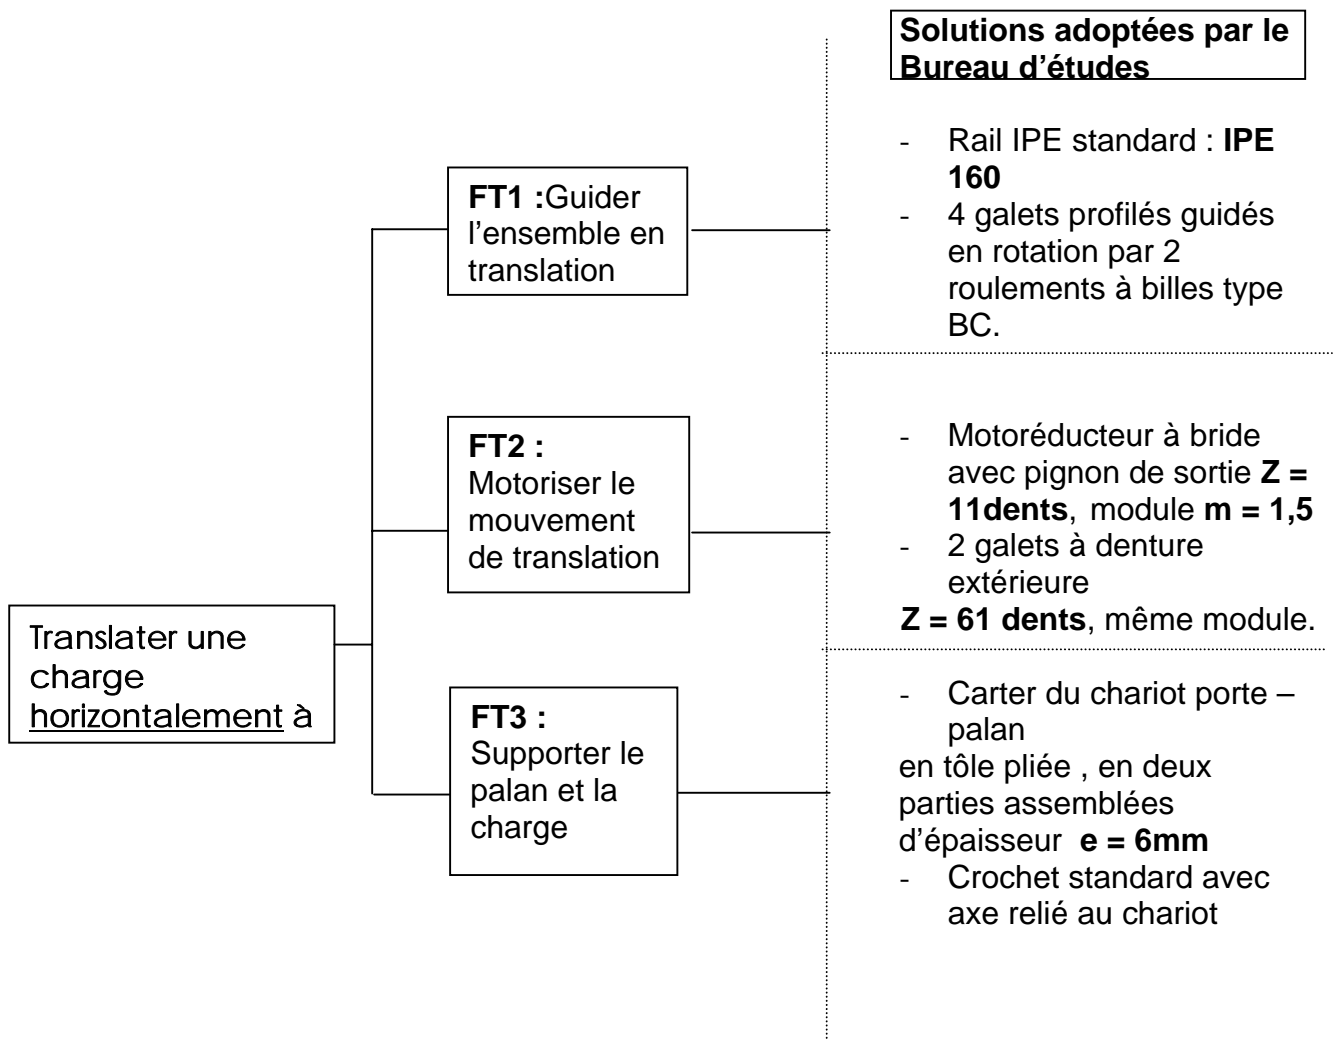 Solutions adoptées par le
Bureau d'études
- Rail IPE standard : IPE
160
- 4 galets profilés guidés
en rotation par 2
roulements à billes type
BC.
FT1 :Guider
l'ensemble en
translation
FT2 :
Motoriser le
mouvement
de translation
- Motoréducteur à bride
avec pignon de sortie Z =
11dents, module m = 1,5
- 2 galets à denture
extérieure
Z = 61 dents, même module.
Translater une
charge
horizontalement à
FT3 :
Supporter le
palan et la
charge
- Carter du chariot porte –
palan
en tôle pliée , en deux
parties assemblées
d'épaisseur e = 6mm
- Crochet standard avec
axe relié au chariot